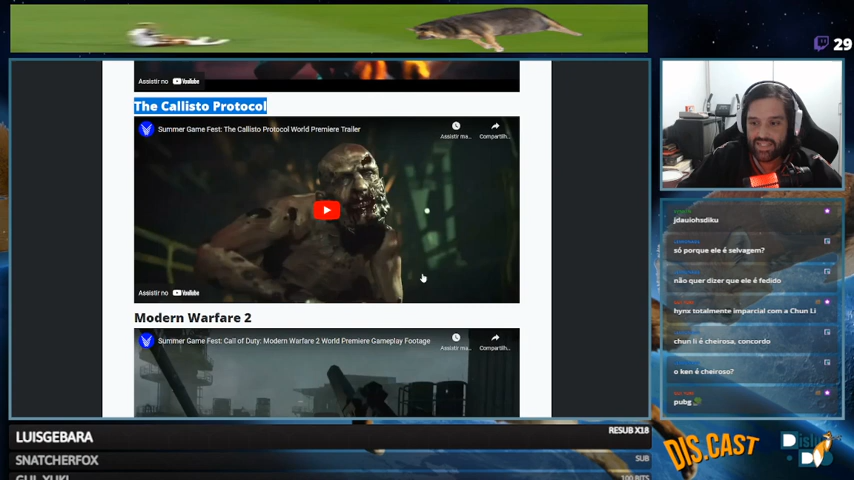 29
Assistir no YouTube
The Callisto Protocol
Summer Game Fest: The Callisto Protocol World Premiere Trailer
Assistir ma...
Compartilh...
Assistir no YouTube
Modern Warfare 2
Summer Game Fest: Call of Duty: Modern Warfare 2 World Premiere Gameplay Footage
Assistir ma...
Compartilh...
jdauiohsdiku
só porque ele é selvagem?
não quer dizer que ele é fedido
hynx totalmente imparcial com a Chun Li
chun li é cheirosa, concordo
o ken é cheiroso?
pubg
LUISGEBARA
RESUB X18
SNATCHERFOX
SUB
GUI_YUKI
100 BITS
DIS.CAST